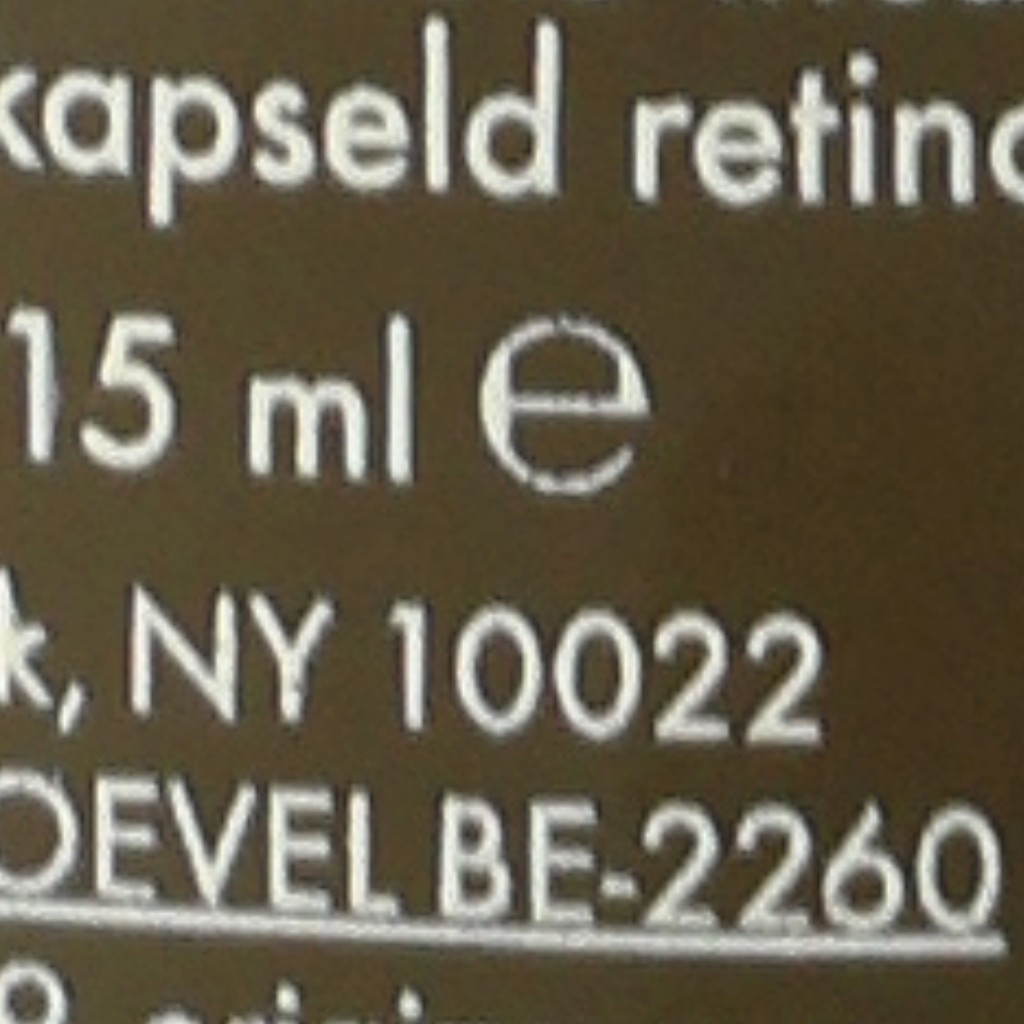 kapseld retino
15 ml ℮
k, NY 10022
OEVEL BE-2260